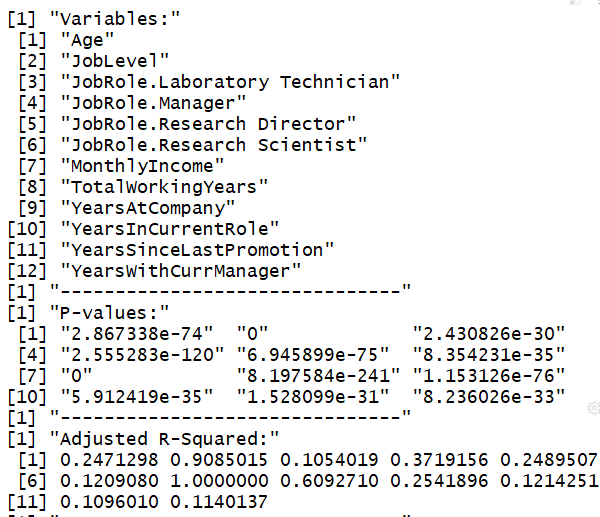 [1] "Variables:"
[1] "Age"
[2] "JobLevel"
[3] "JobRole.Laboratory Technician"
[4] "JobRole.Manager"
[5] "JobRole.Research Director"
[6] "JobRole.Research Scientist"
[7] "MonthlyIncome"
[8] "TotalWorkingYears"
[9] "YearsAtCompany"
[10] "YearsInCurrentRole"
[11] "YearsSinceLastPromotion"
[12] "YearsWithCurrManager"
[1] "-------------------------------"
[1] "P-values:"
[1] "2.867338e-74" "0" "2.430826e-30"
[4] "2.555283e-120" "6.945899e-75" "8.354231e-35"
[7] "0" "8.197584e-241" "1.153126e-76"
[10] "5.912419e-35" "1.528099e-31" "8.236026e-33"
[1] "-------------------------------"
[1] "Adjusted R-Squared:"
[1] 0.2471298 0.9085015 0.1054019 0.3719156 0.2489507
[6] 0.1209080 1.0000000 0.6092710 0.2541896 0.1214251
[11] 0.1096010 0.1140137